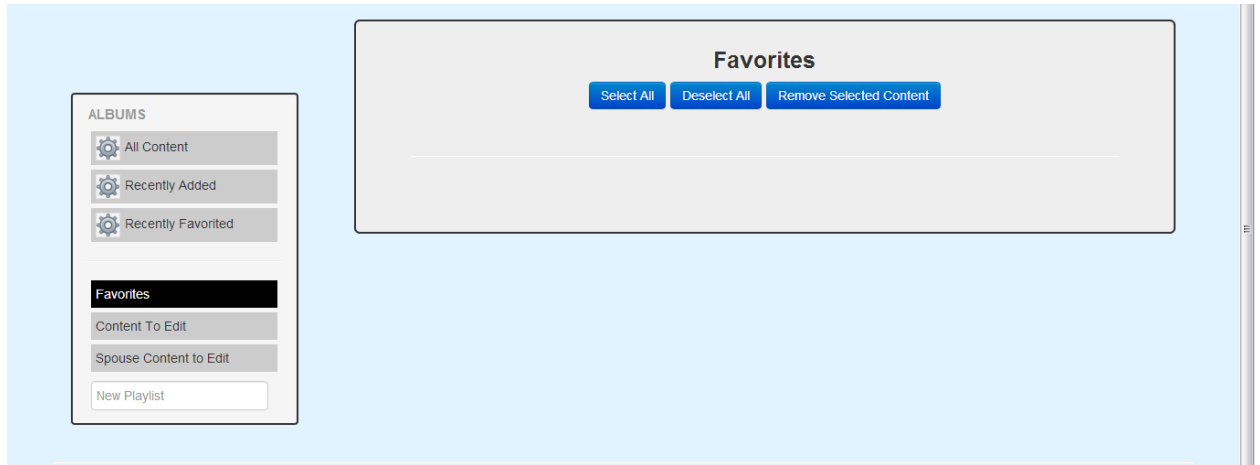 Favorites
Select All
Deselect All
Remove Selected Content
ALBUMS
All Content
Recently Added
Recently Favorited
Favorites
Content To Edit
Spouse Content to Edit
New Playlist